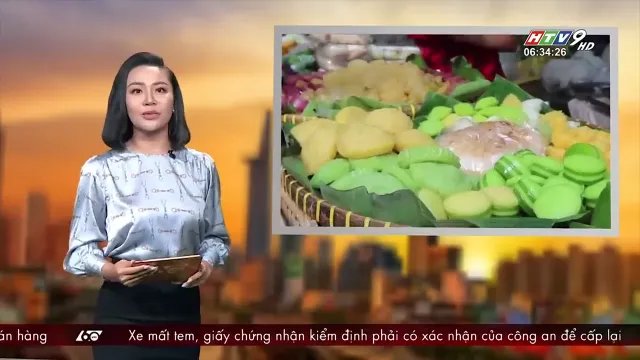 HTV9 HD
06:34:26
án hàng 60 Xe mất tem, giấy chứng nhận kiểm định phải có xác nhận của công an để cấp lại